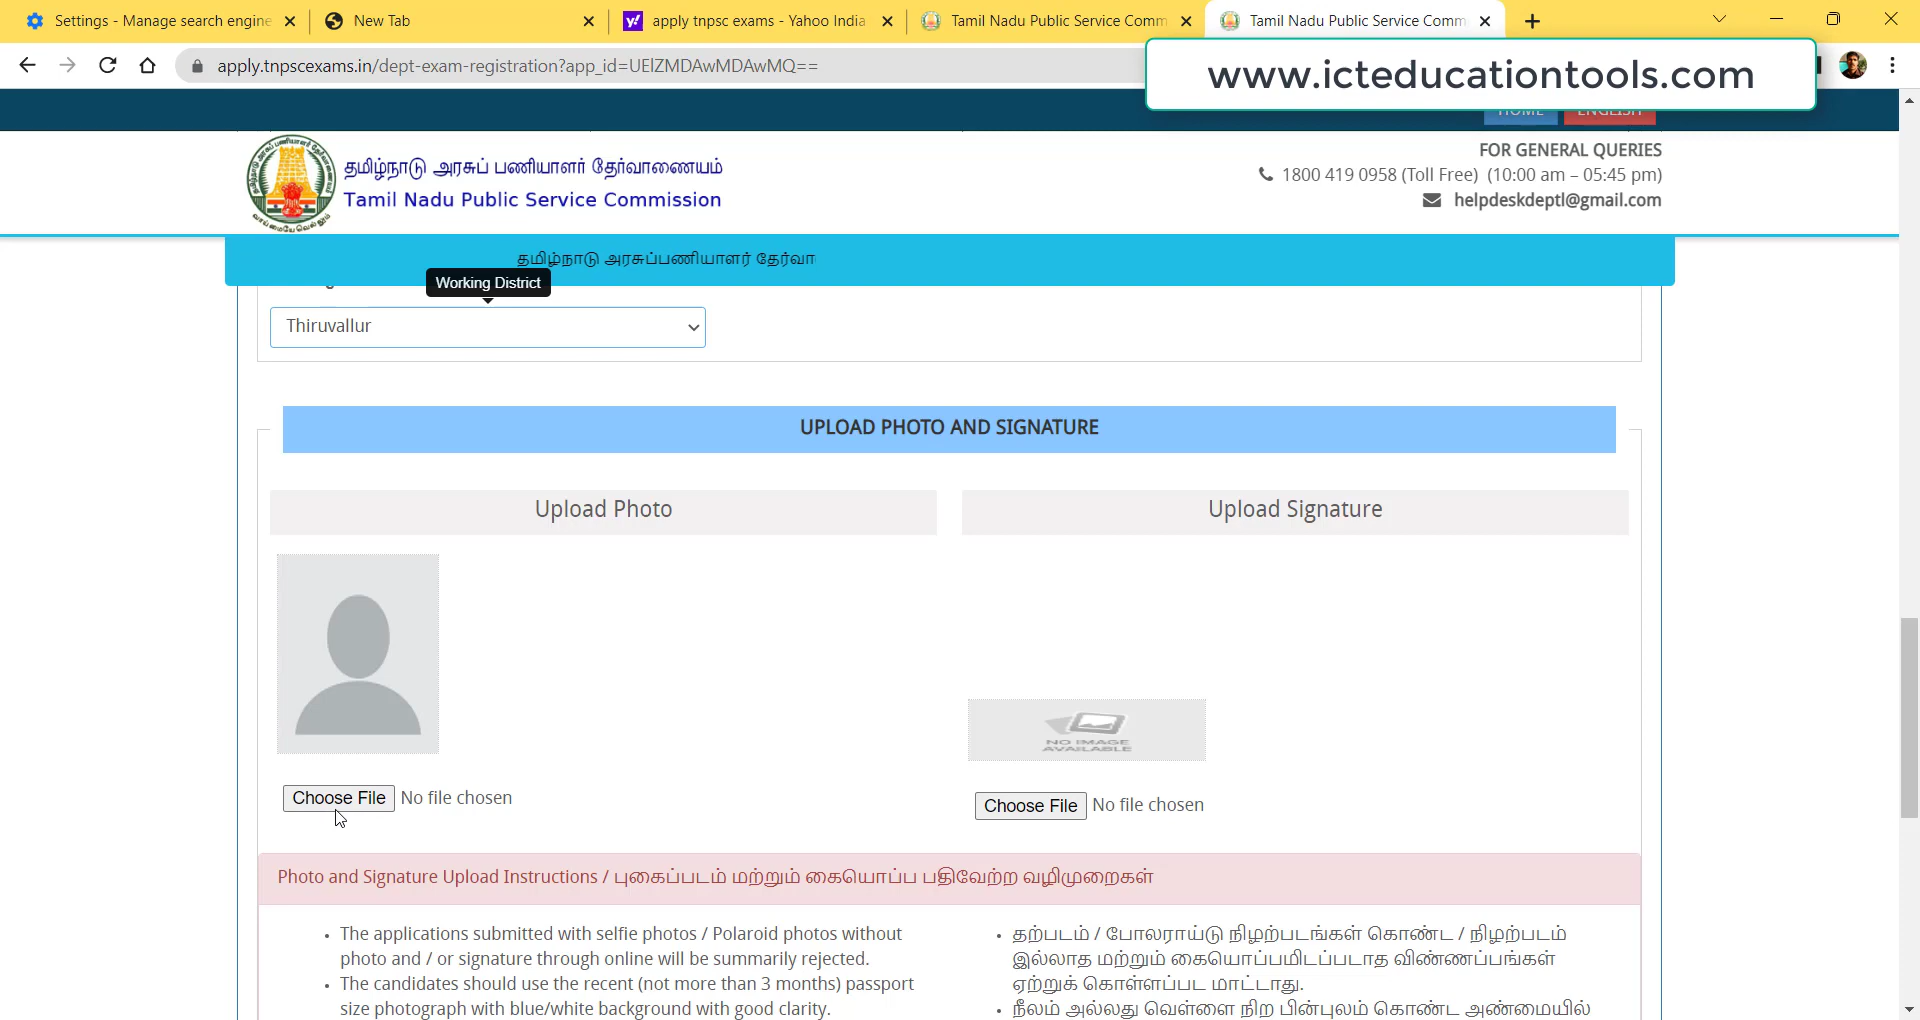 Settings - Manage search engine
New Tab
apply tnpsc exams - Yahoo India
Tamil Nadu Public Service Comm
Tamil Nadu Public Service Comm
apply.tnpscexams.in/dept-exam-registration?app_id=UElZMDAwMDAwMQ==
www.icteducationtools.com
HOME
ENGLISH
தமிழ்நாடு அரசுப் பணியாளர் தேர்வாணையம்
Tamil Nadu Public Service Commission
FOR GENERAL QUERIES
1800 419 0958 (Toll Free) (10:00 am – 05:45 pm)
helpdeskdeptl@gmail.com
தமிழ்நாடு அரசுப்பணியாளர் தேர்வா
Working District
Thiruvallur
UPLOAD PHOTO AND SIGNATURE
Upload Photo
Upload Signature
NO IMAGE
AVAILABLE
Choose File No file chosen
Choose File No file chosen
Photo and Signature Upload Instructions / புகைப்படம் மற்றும் கையொப்ப பதிவேற்ற வழிமுறைகள்
• The applications submitted with selfie photos / Polaroid photos without
photo and / or signature through online will be summarily rejected.
• The candidates should use the recent (not more than 3 months) passport
size photograph with blue/white background with good clarity.
• தற்படம் / போலராய்டு நிழற்படங்கள் கொண்ட / நிழற்படம்
இல்லாத மற்றும் கையொப்பமிடப்படாத விண்ணப்பங்கள்
ஏற்றுக் கொள்ளப்பட மாட்டாது.
• நீலம் அல்லது வெள்ளை நிற பின்புலம் கொண்ட அண்மையில்